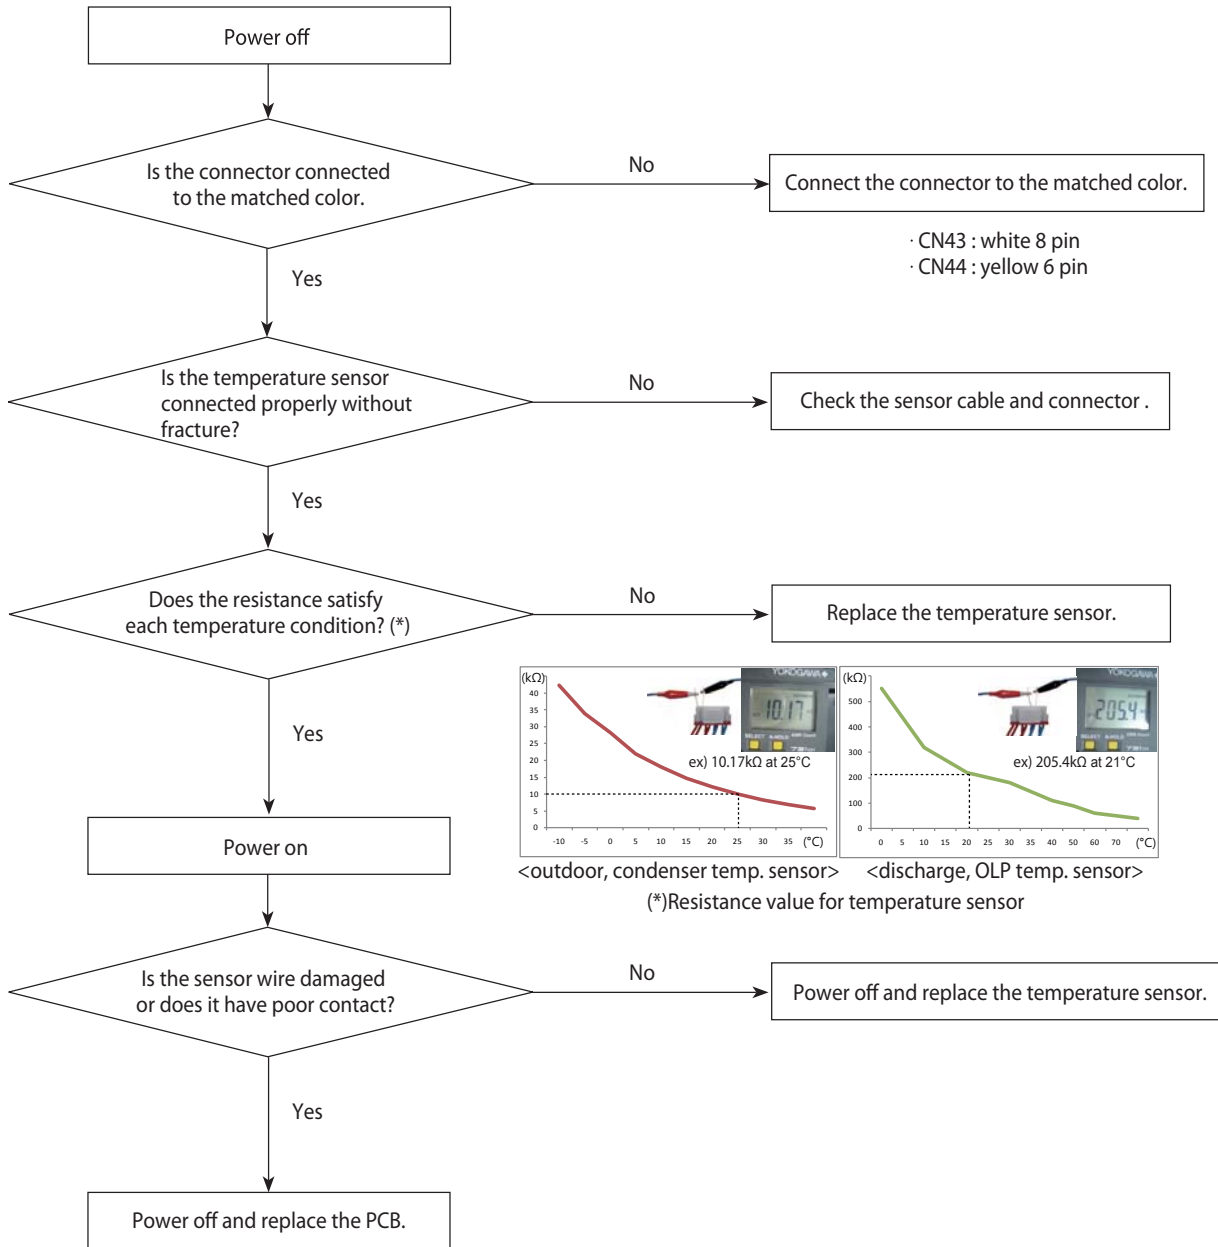 Power off
Is the connector connected
to the matched color.
No
Connect the connector to the matched color.
· CN43 : white 8 pin
· CN44 : yellow 6 pin
Yes
Is the temperature sensor
connected properly without
fracture?
No
Check the sensor cable and connector .
Yes
Does the resistance satisfy
each temperature condition? (*)
No
Replace the temperature sensor.
Yes
(kΩ)
40
35
30
25
20
15
10
5
0
-10 -5 0 5 10 15 20 25 30 35 (°C)
YOKOGAWA
10.17
SELECT A-HOLD
ex) 10.17kΩ at 25°C
<outdoor, condenser temp. sensor>
(kΩ)
500
400
300
200
100
0
0 5 10 15 20 30 40 50 60 70 (°C)
YOKOGAWA
205.4
SELECT A-HOLD
ex) 205.4kΩ at 21°C
<discharge, OLP temp. sensor>
(*)Resistance value for temperature sensor
Power on
Is the sensor wire damaged
or does it have poor contact?
No
Power off and replace the temperature sensor.
Yes
Power off and replace the PCB.